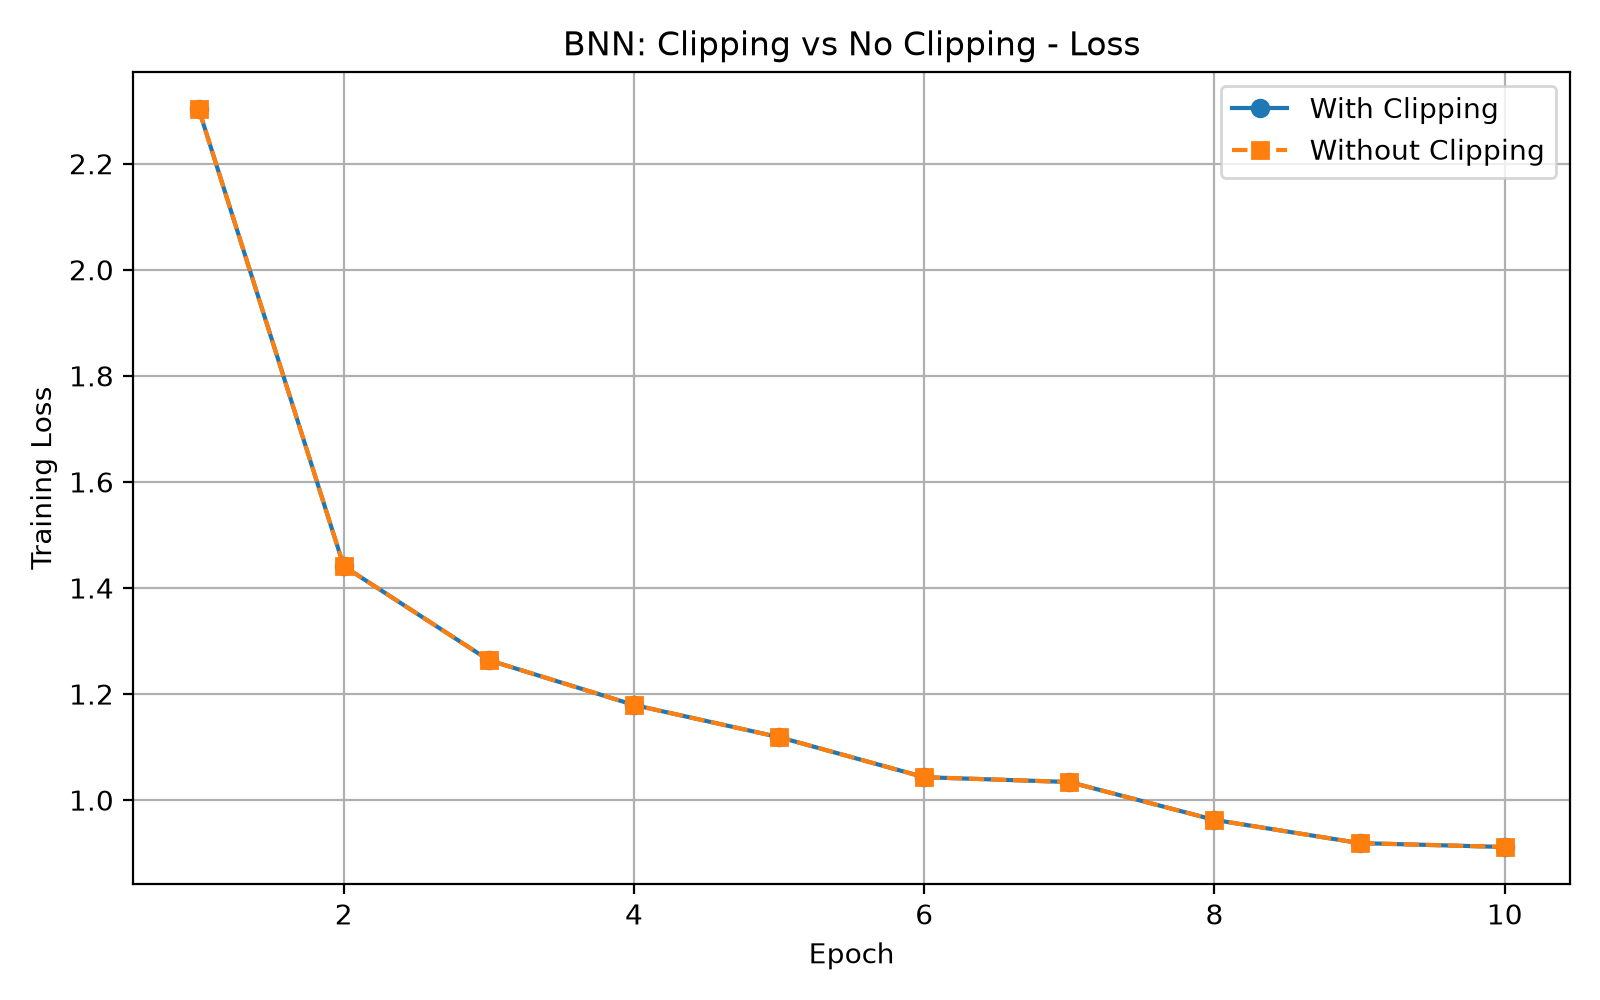 BNN: Clipping vs No Clipping - Loss
With Clipping
Without Clipping
Training Loss
2.2
2.0
1.8
1.6
1.4
1.2
1.0
2 4 6 8 10
Epoch